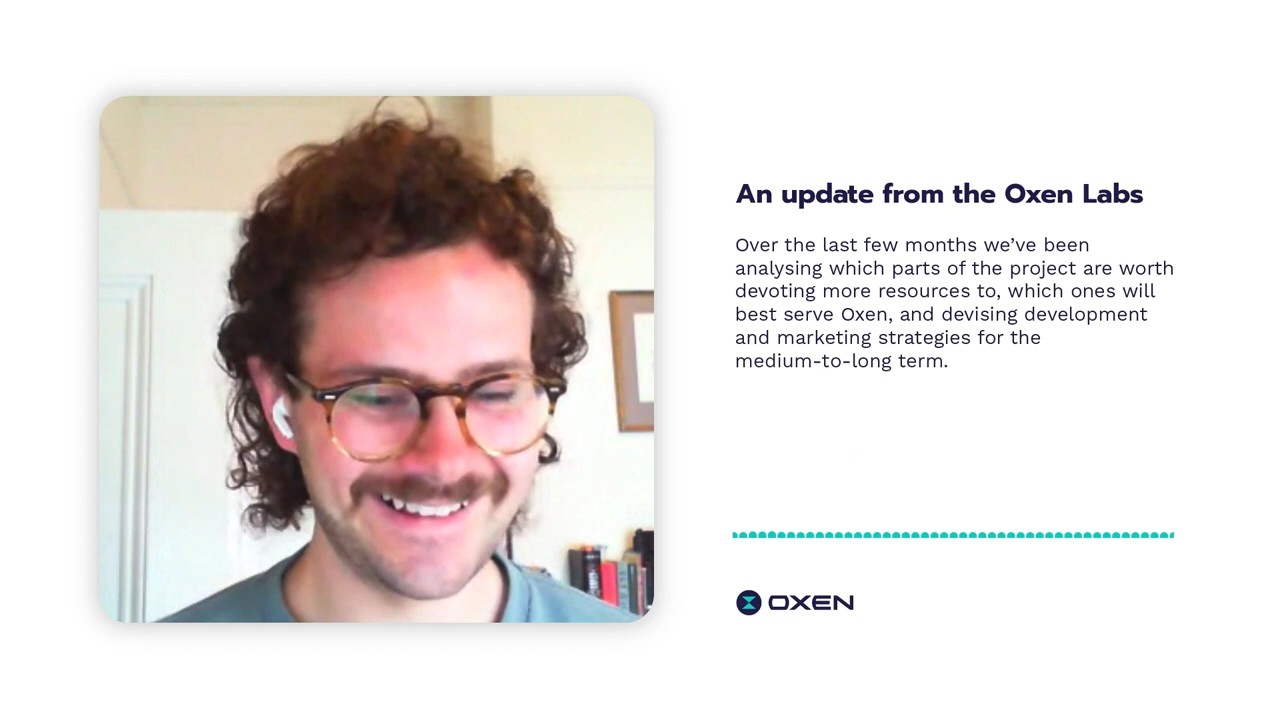 An update from the Oxen Labs
Over the last few months we’ve been
analysing which parts of the project are worth
devoting more resources to, which ones will
best serve Oxen, and devising development
and marketing strategies for the
medium-to-long term.
OXEN